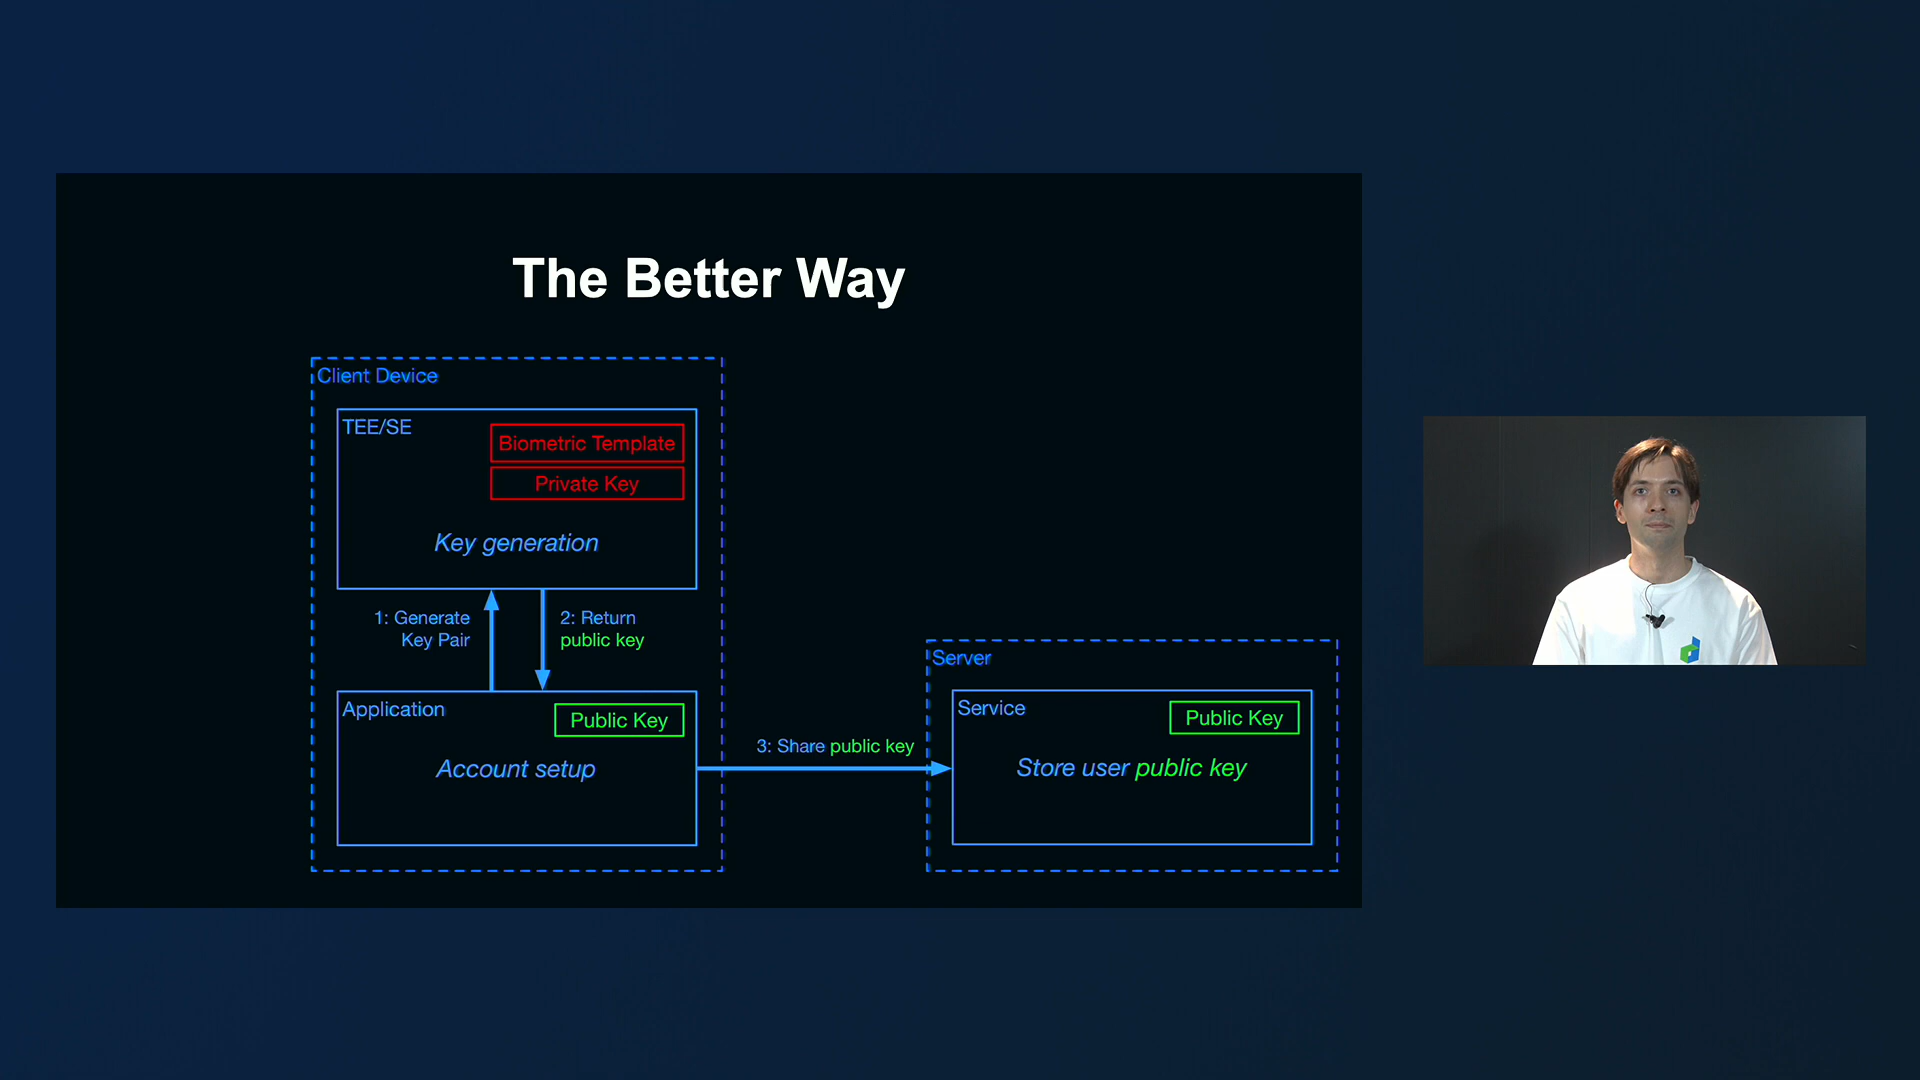 The Better Way
Client Device
TEE/SE
Biometric Template
Private Key
Key generation
1: Generate
Key Pair
2: Return
public key
Application
Public Key
Account setup
3: Share public key
Server
Service
Public Key
Store user public key